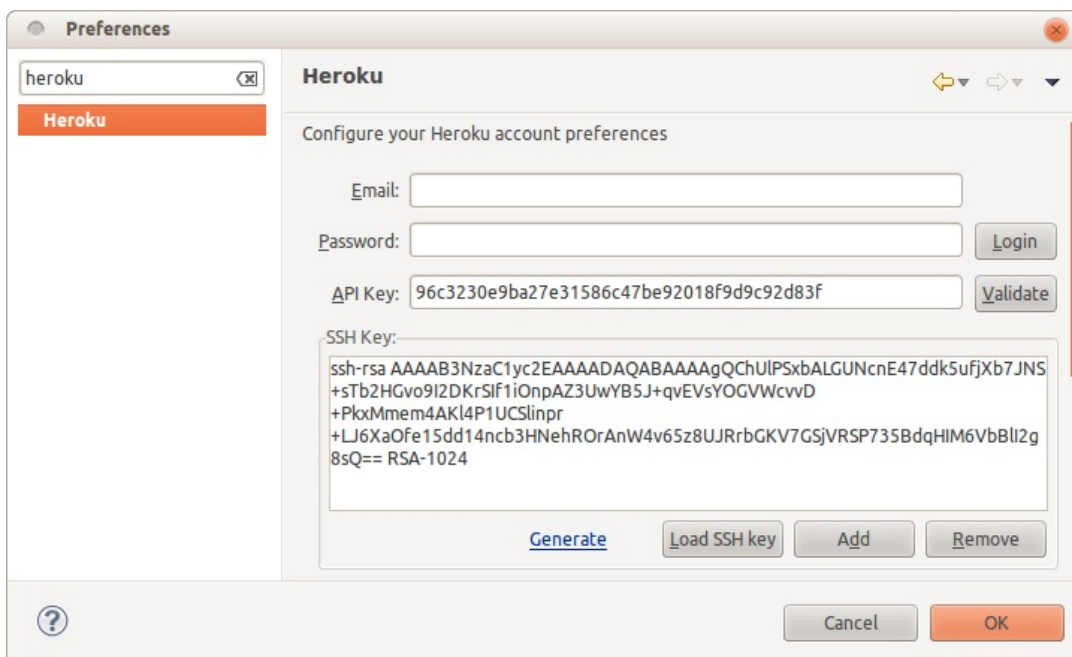 Preferences
heroku
Heroku
Heroku
Configure your Heroku account preferences
Email:
Password:
Login
API Key: 96c3230e9ba27e31586c47be92018f9d9c92d83f Validate
SSH Key:
ssh-rsa AAAAB3NzaC1yc2EAAAADAQABAAAAgQChUlPSxbALGUNcnE47ddk5ufjXb7JNS
+sTb2HGvo9I2DKrSIf1iOnpAZ3UwYB5J+qvEVsYOGVWcvvD
+PkxMmem4AKl4P1UCSlinpr
+LJ6XaOfe15dd14ncb3HNehROrAnW4v65z8UJRrbGKV7GSjVRSP735BdqHIM6VbBlI2g
8sQ== RSA-1024
Generate Load SSH key Add Remove
? Cancel OK